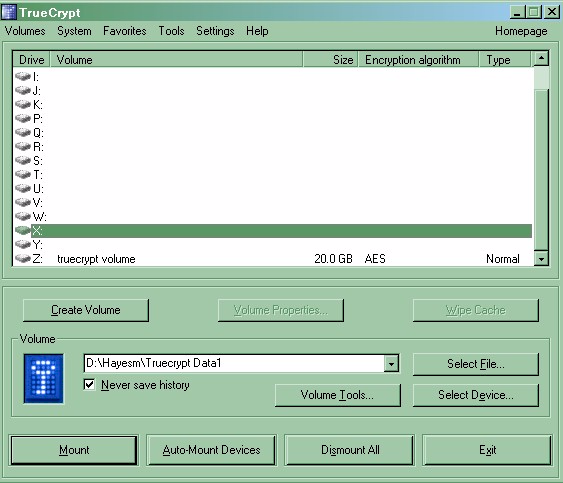 TrueCrypt
Volumes System Favorites Tools Settings Help Homepage
Drive Volume Size Encryption algorithm Type
I:
J:
K:
P:
Q:
R:
S:
T:
U:
V:
W:
X:
Y:
Z: truecrypt volume 20.0 GB AES Normal
Create Volume Volume Properties... Wipe Cache
Volume
D:\Hayesm\Truecrypt Data1 Select File...
Never save history
Volume Tools... Select Device...
Mount Auto-Mount Devices Dismount All Exit